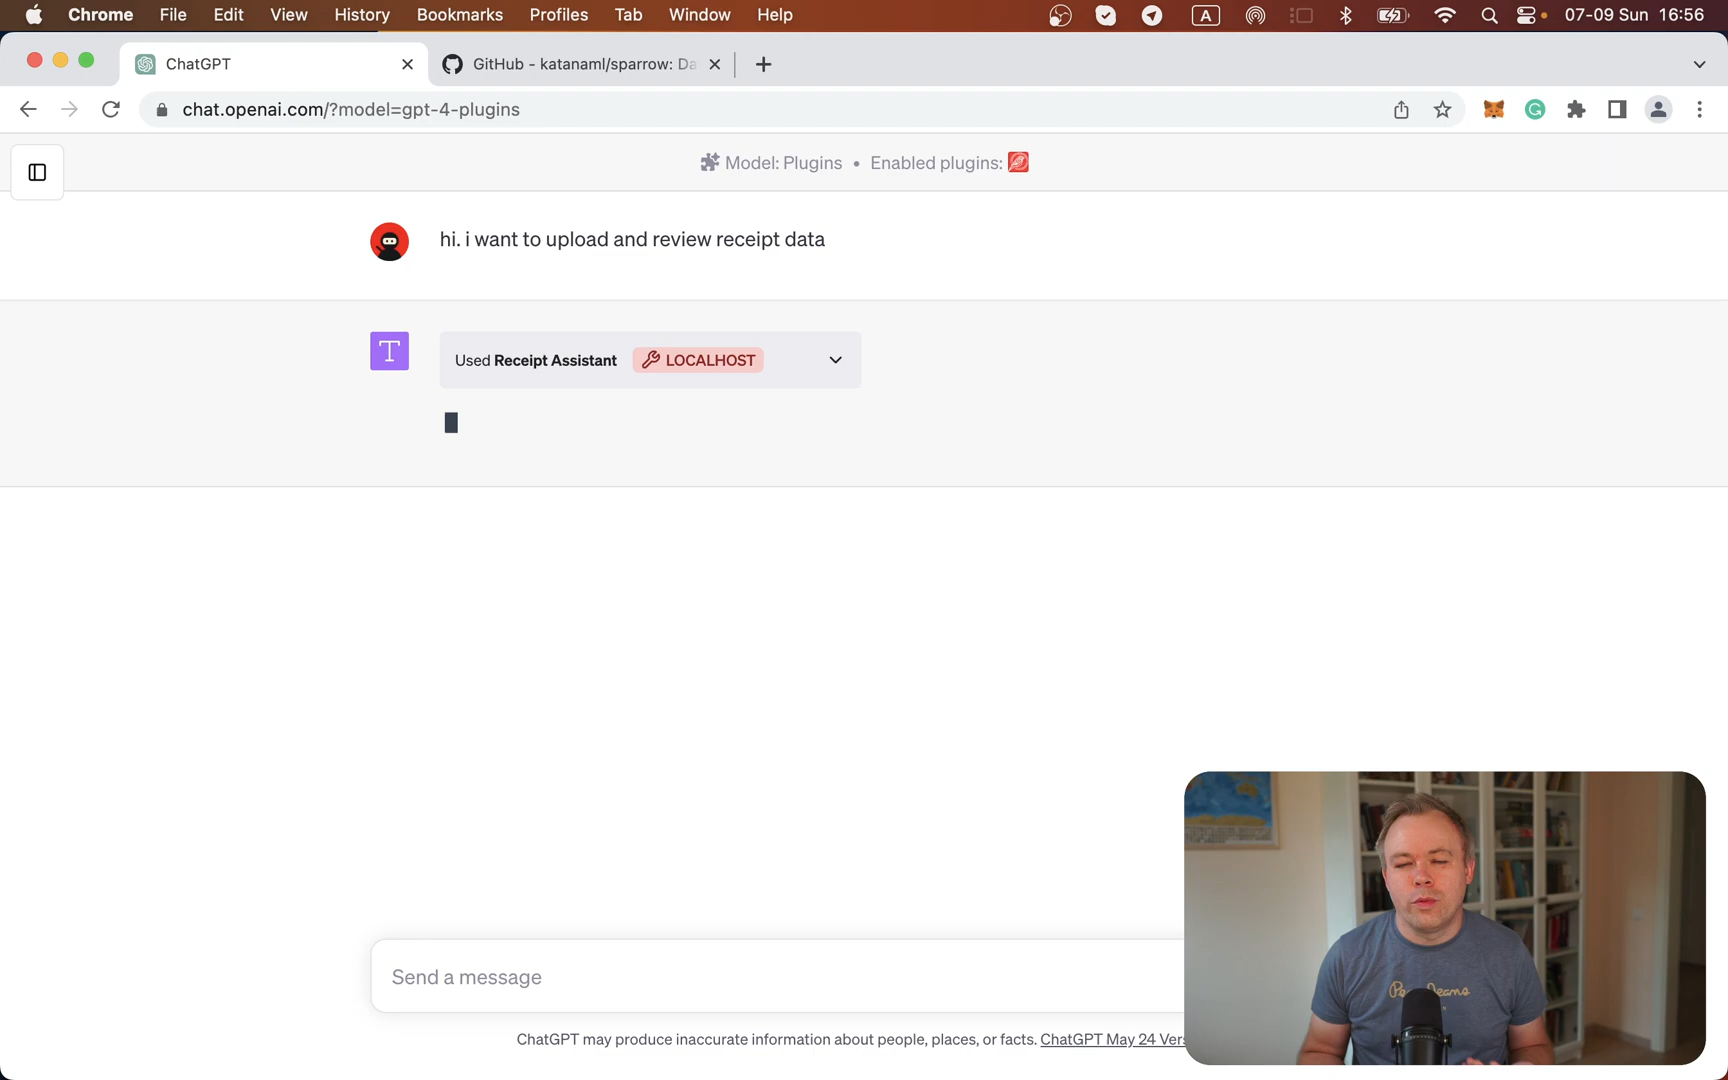 Chrome File Edit View History Bookmarks Profiles Tab Window Help A 07-09 Sun 16:56
ChatGPT GitHub - katanaml/sparrow: Da
chat.openai.com/?model=gpt-4-plugins
Model: Plugins • Enabled plugins:
hi. i want to upload and review receipt data
T Used Receipt Assistant LOCALHOST
Send a message
ChatGPT may produce inaccurate information about people, places, or facts. ChatGPT May 24 Vers